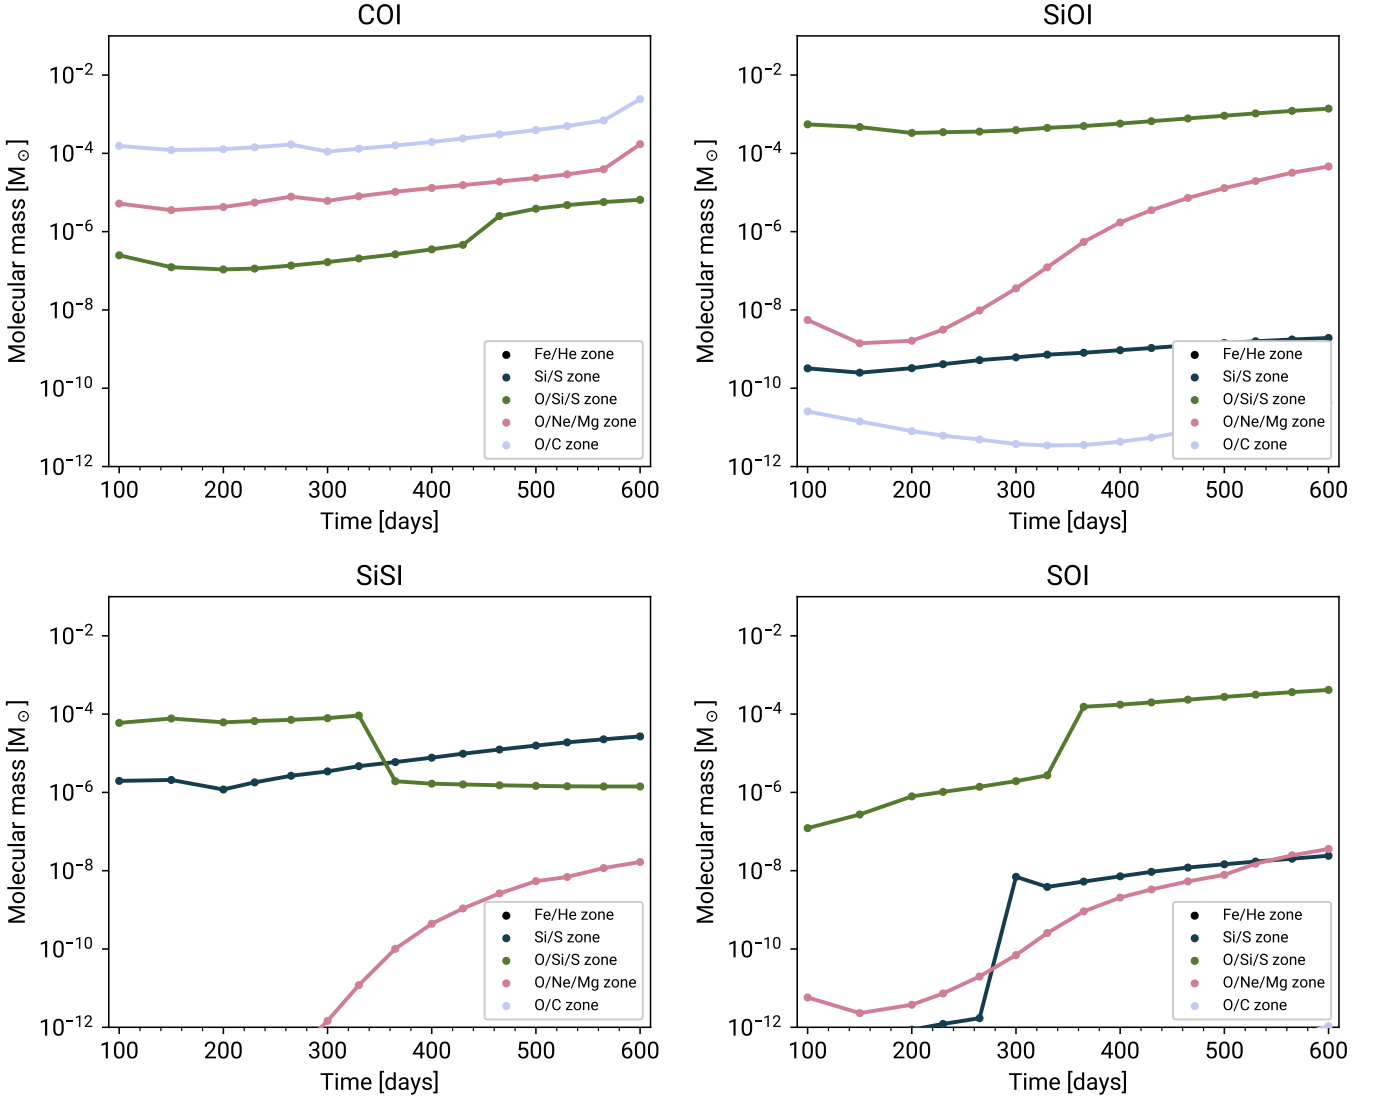 COI
Molecular mass [M⊙]
10⁻²
10⁻⁴
10⁻⁶
10⁻⁸
10⁻¹⁰
10⁻¹²
Fe/He zone
Si/S zone
O/Si/S zone
O/Ne/Mg zone
O/C zone
100 200 300 400 500 600
Time [days]
SiOI
Molecular mass [M⊙]
10⁻²
10⁻⁴
10⁻⁶
10⁻⁸
10⁻¹⁰
10⁻¹²
Fe/He zone
Si/S zone
O/Si/S zone
O/Ne/Mg zone
O/C zone
100 200 300 400 500 600
Time [days]
SiSI
Molecular mass [M⊙]
10⁻²
10⁻⁴
10⁻⁶
10⁻⁸
10⁻¹⁰
10⁻¹²
Fe/He zone
Si/S zone
O/Si/S zone
O/Ne/Mg zone
O/C zone
100 200 300 400 500 600
Time [days]
SOI
Molecular mass [M⊙]
10⁻²
10⁻⁴
10⁻⁶
10⁻⁸
10⁻¹⁰
10⁻¹²
Fe/He zone
Si/S zone
O/Si/S zone
O/Ne/Mg zone
O/C zone
100 200 300 400 500 600
Time [days]